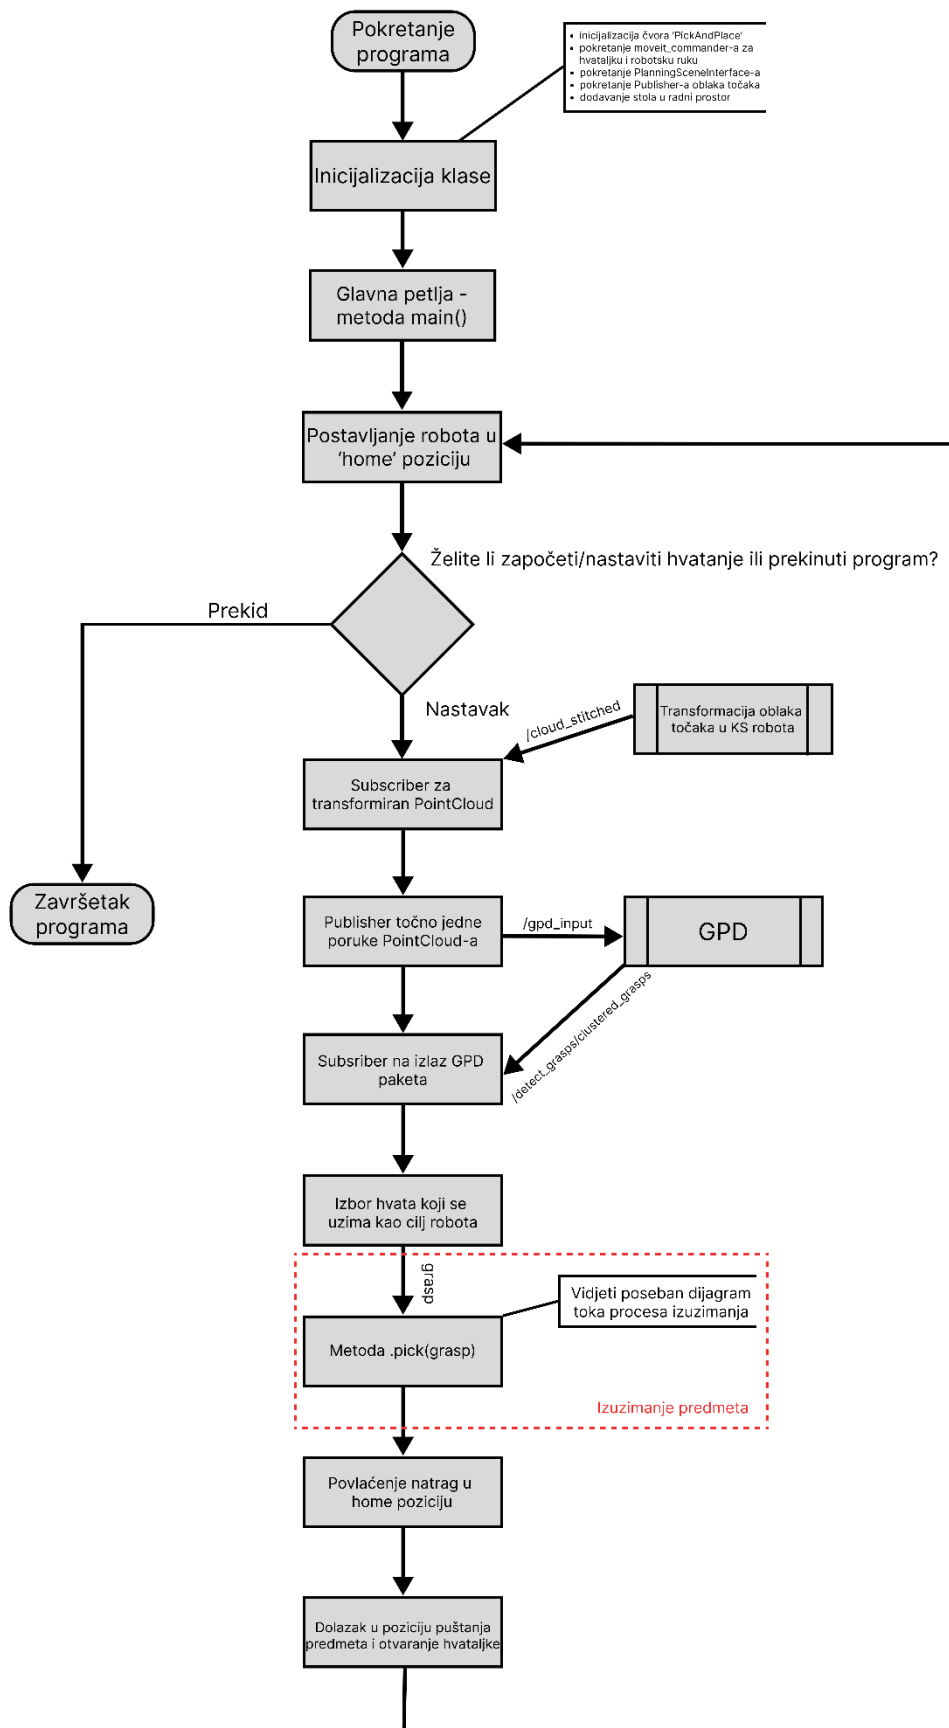 Pokretanje
programa
• inicijalizacija čvora 'PickAndPlace'
• pokretanje moveit_commander-a za
hvataljku i robotsku ruku
• pokretanje PlanningSceneInterface-a
• pokretanje Publisher-a oblaka točaka
• dodavanje stola u radni prostor
Inicijalizacija klase
Glavna petlja -
metoda main()
Postavljanje robota u
'home' poziciju
Želite li započeti/nastaviti hvatanje ili prekinuti program?
Prekid
Nastavak
/cloud_stitched
Transformacija oblaka
točaka u KS robota
Subscriber za
transformiran PointCloud
Završetak
programa
Publisher točno jedne
poruke PointCloud-a
/gpd_input
GPD
/detect_grasps/clustered_grasps
Subsriber na izlaz GPD
paketa
Izbor hvata koji se
uzima kao cilj robota
grasp
Vidjeti poseban dijagram
toka procesa izuzimanja
Metoda .pick(grasp)
Izuzimanje predmeta
Povlaćenje natrag u
home poziciju
Dolazak u poziciju puštanja
predmeta i otvaranje hvataljke